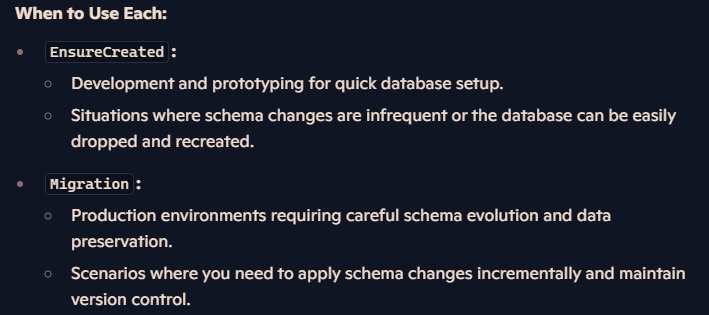 When to Use Each:
EnsureCreated :
Development and prototyping for quick database setup.
Situations where schema changes are infrequent or the database can be easily
dropped and recreated.
Migration :
Production environments requiring careful schema evolution and data
preservation.
Scenarios where you need to apply schema changes incrementally and maintain
version control.